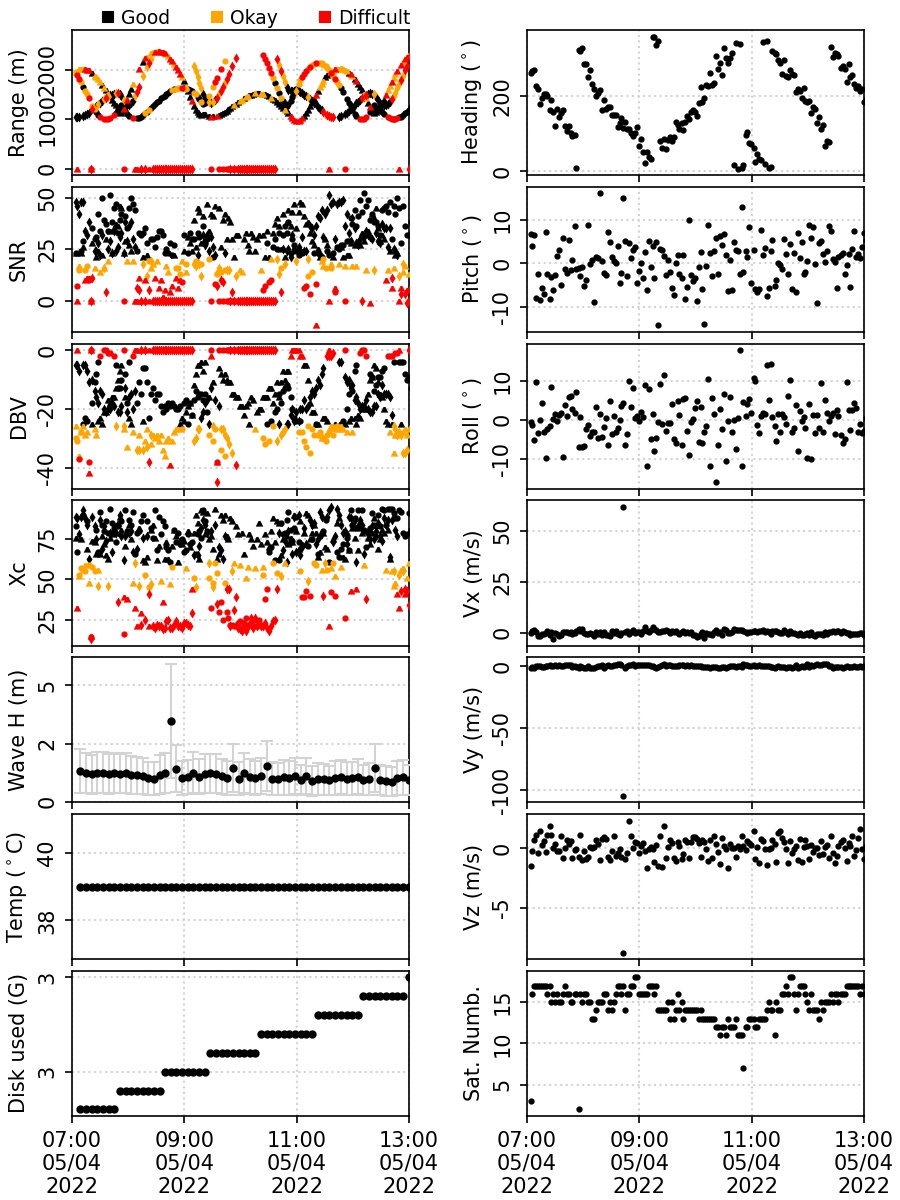 Good Okay Difficult
Range (m)
0 1000 2000
SNR
0 25 50
DBV
-40 -20 0
Xc
25 50 75
Wave H (m)
0 2 5
Temp (°C)
38 40
Disk used (G)
3 3
07:00 09:00 11:00 13:00
05/04 05/04 05/04 05/04
2022 2022 2022 2022
Heading (°)
0 200
Pitch (°)
-10 0 10
Roll (°)
-10 0 10
Vx (m/s)
0 25 50
Vy (m/s)
-100 -50 0
Vz (m/s)
-5 0
Sat. Numb.
5 10 15
07:00 09:00 11:00 13:00
05/04 05/04 05/04 05/04
2022 2022 2022 2022